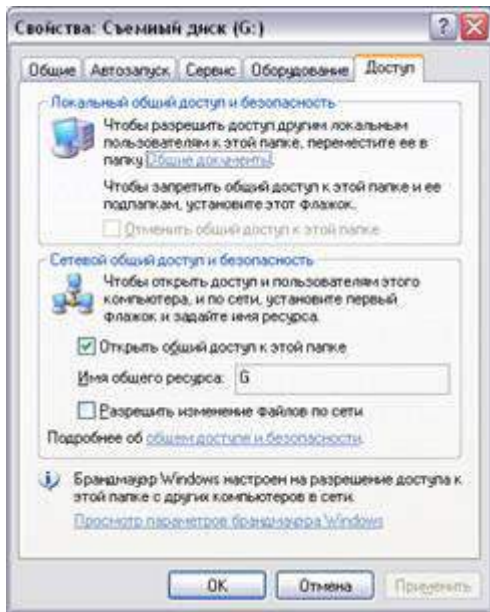 Свойства: Съемный диск (G:)
Общие Автозапуск Сервис Оборудование Доступ
Локальный общий доступ и безопасность
Чтобы разрешить доступ другим локальным
пользователям к этой папке, переместите ее в
папку Общие документы.
Чтобы запретить общий доступ к этой папке и ее
подпапкам, установите этот флажок.
Отменить общий доступ к этой папке
Сетевой общий доступ и безопасность
Чтобы открыть доступ и пользователям этого
компьютера, и по сети, установите первый
флажок и задайте имя ресурса.
Открыть общий доступ к этой папке
Имя общего ресурса: G
Разрешить изменение файлов по сети
Подробнее об общем доступе и безопасности.
Брандмауэр Windows настроен на разрешение доступа к
этой папке с других компьютеров в сети.
Просмотр параметров брандмауэра Windows
OK Отмена Применить